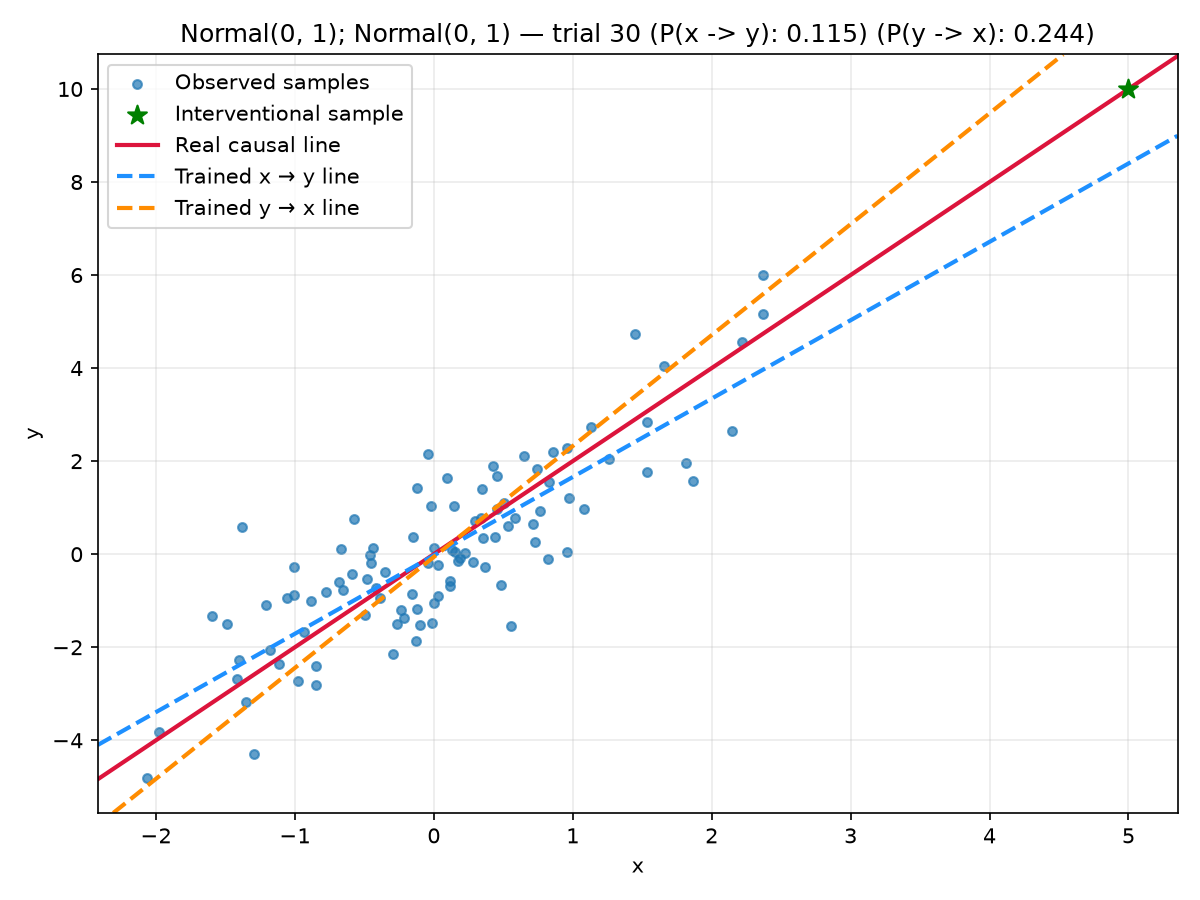 Normal(0, 1); Normal(0, 1) — trial 30 (P(x -> y): 0.115) (P(y -> x): 0.244)
Observed samples
Interventional sample
Real causal line
Trained x → y line
Trained y → x line
10
8
6
4
2
0
−2
−4
y
−2
−1
0
1
2
3
4
5
x